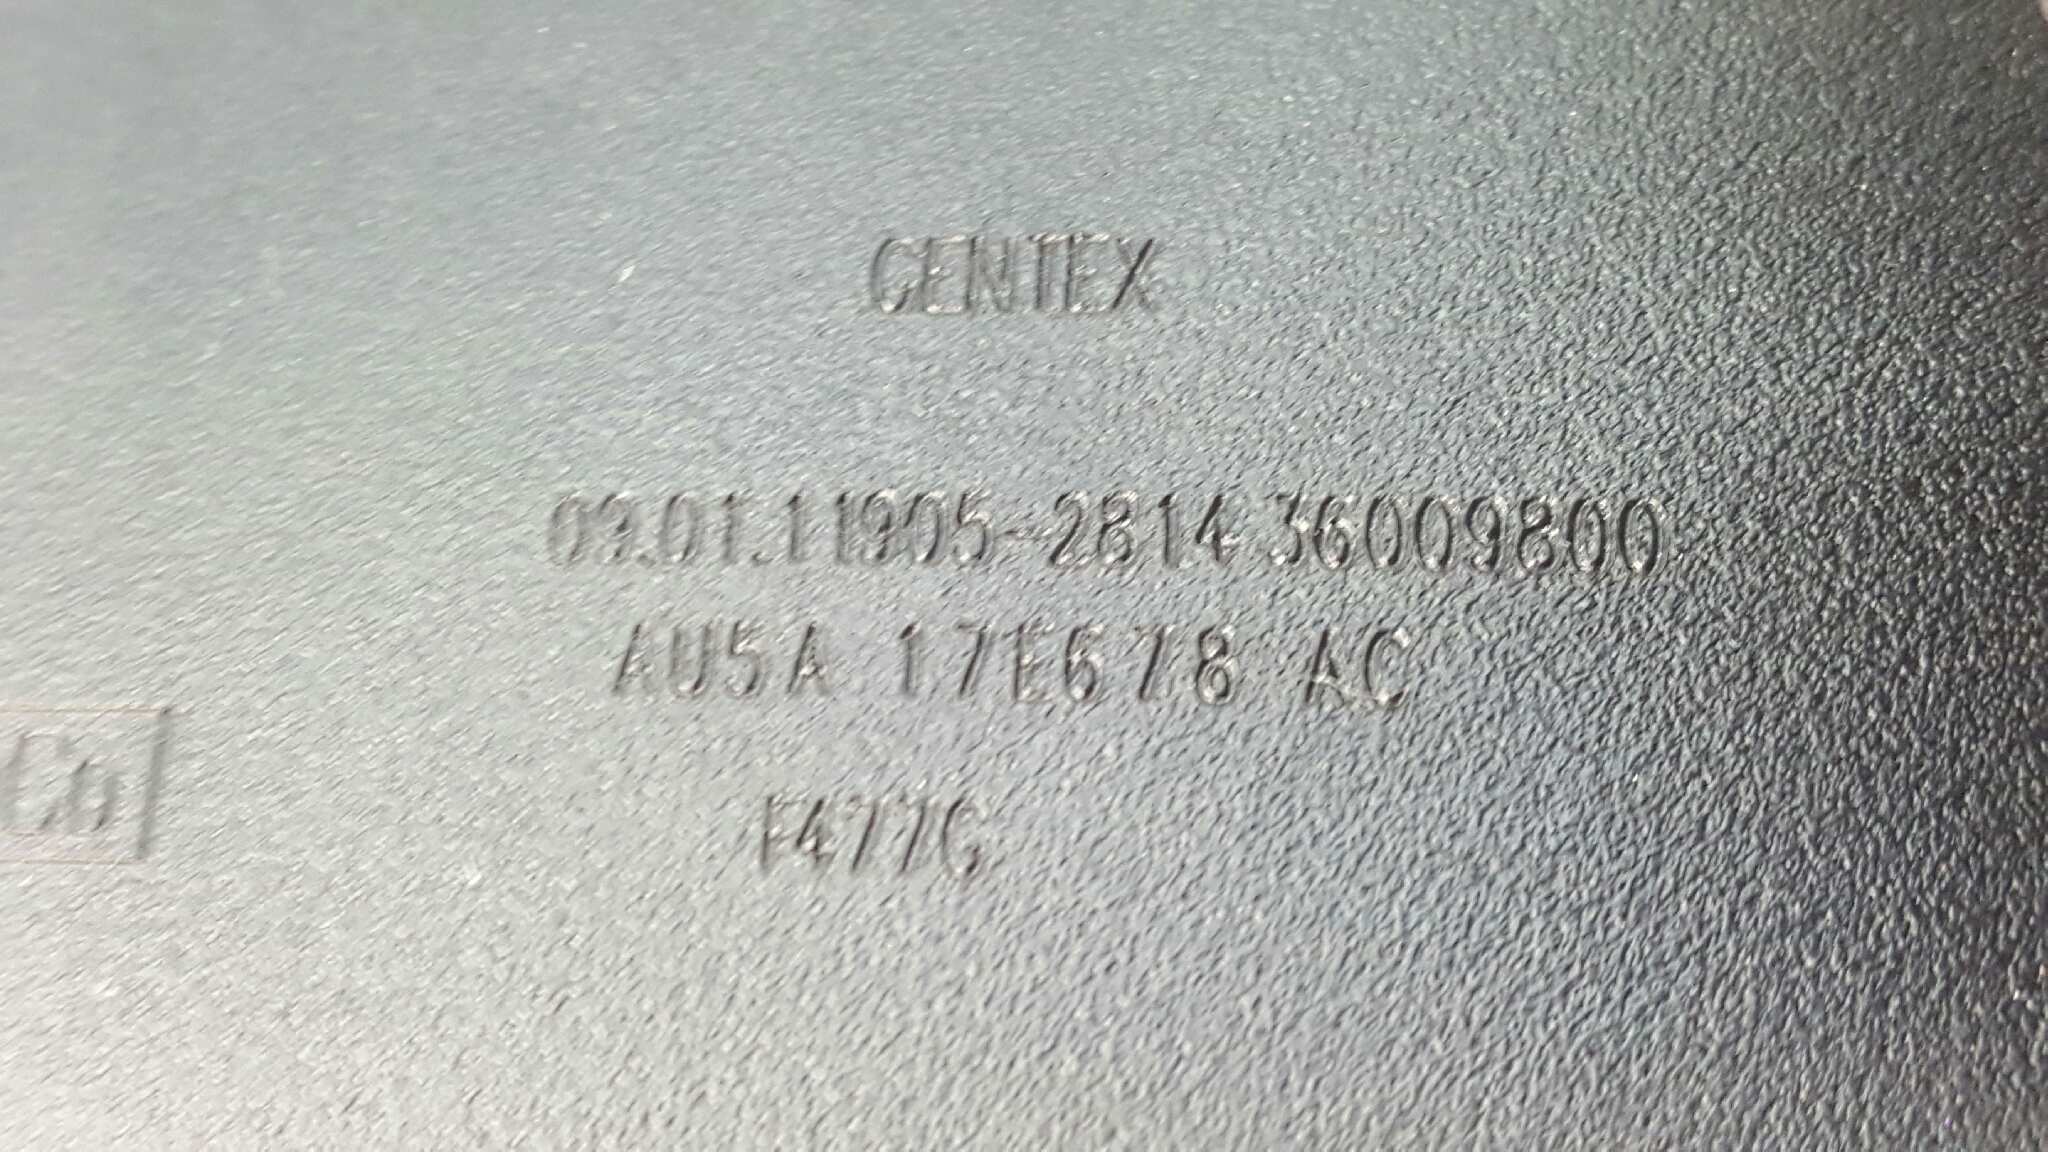 GENTEX
09.01.11905-2814 36009800
AU5A 17E678 AC
F477G